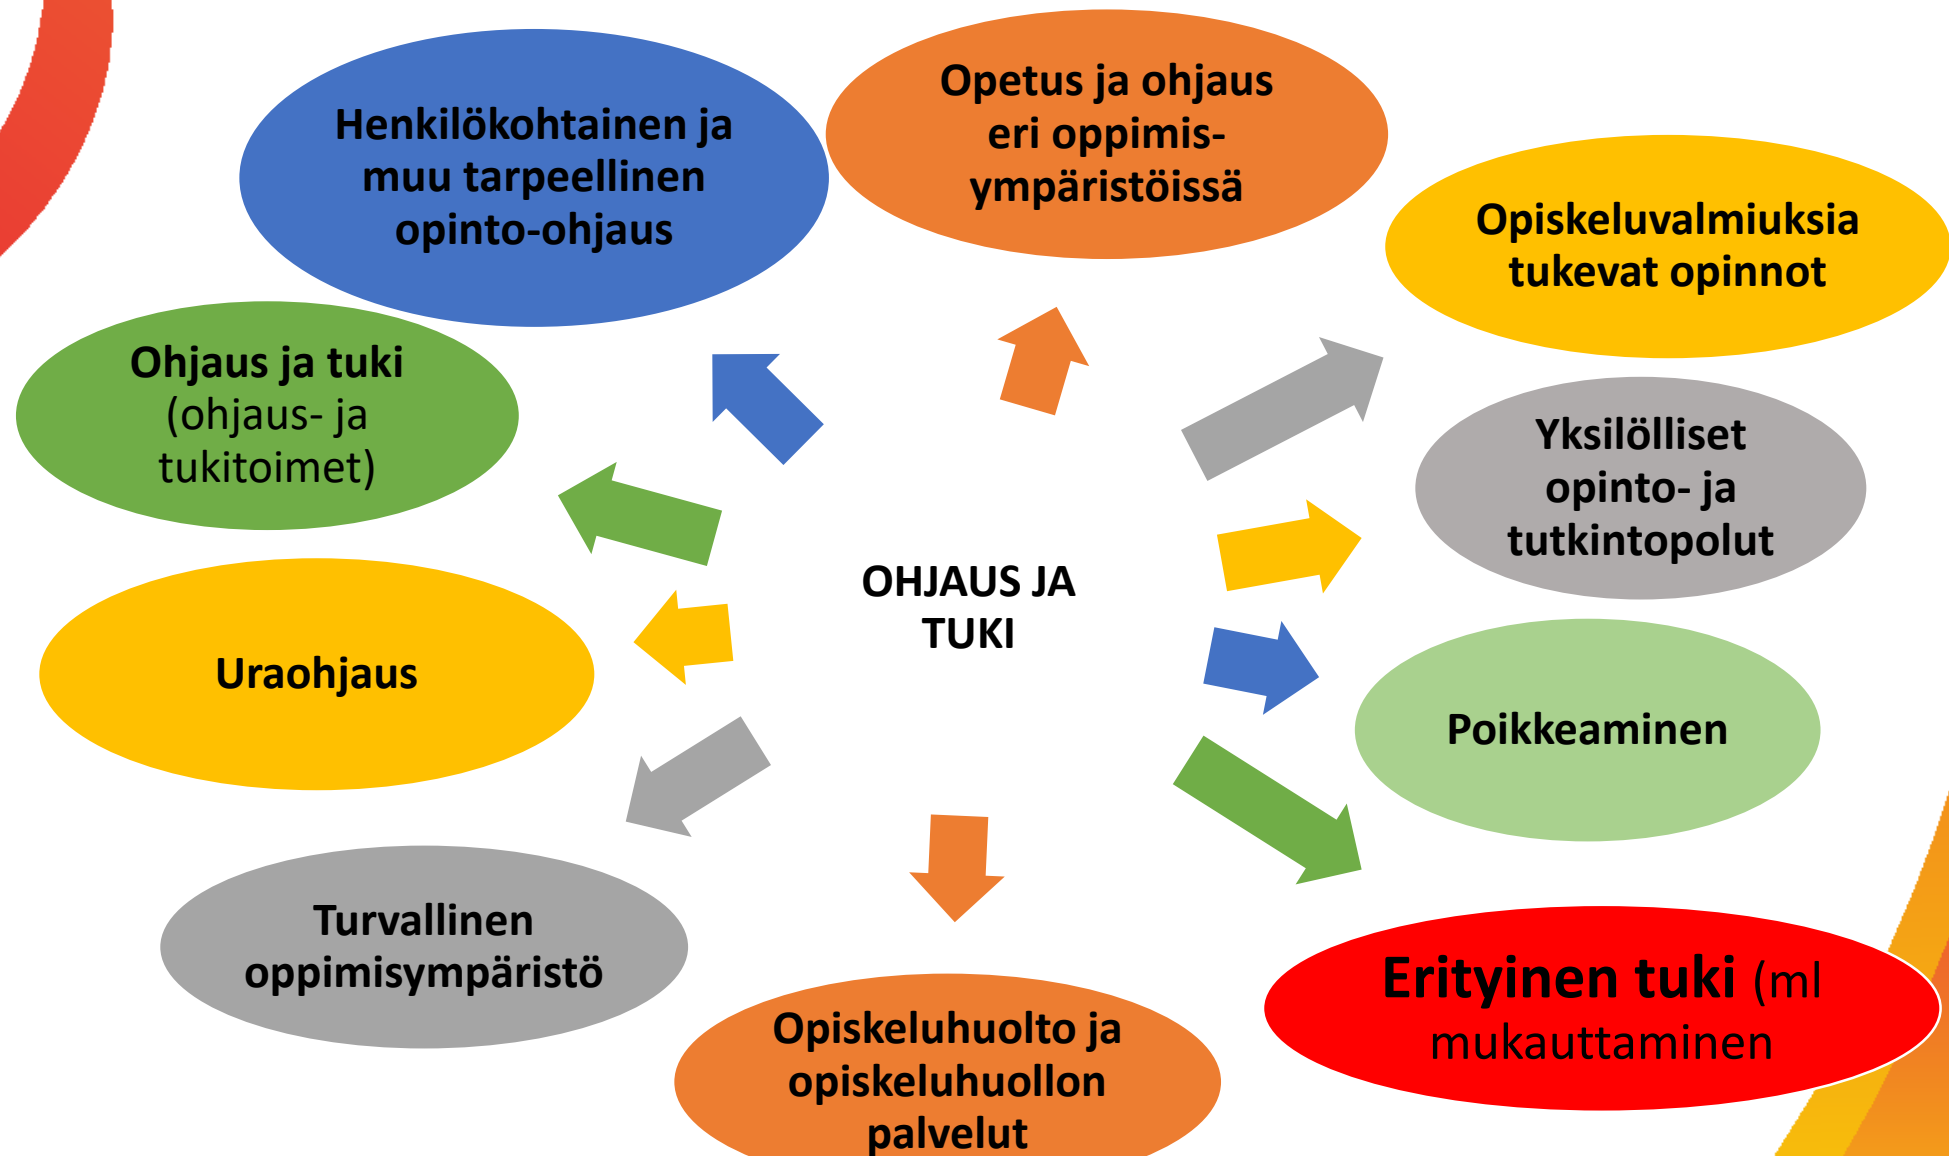 Henkilökohtainen ja
muu tarpeellinen
opinto-ohjaus
Opetus ja ohjaus
eri oppimis-
ympäristöissä
Opiskeluvalmiuksia
tukevat opinnot
Ohjaus ja tuki
(ohjaus- ja
tukitoimet)
Yksilölliset
opinto- ja
tutkintopolut
OHJAUS JA
TUKI
Uraohjaus
Poikkeaminen
Turvallinen
oppimisympäristö
Erityinen tuki (ml
mukauttaminen
Opiskeluhuolto ja
opiskeluhuollon
palvelut